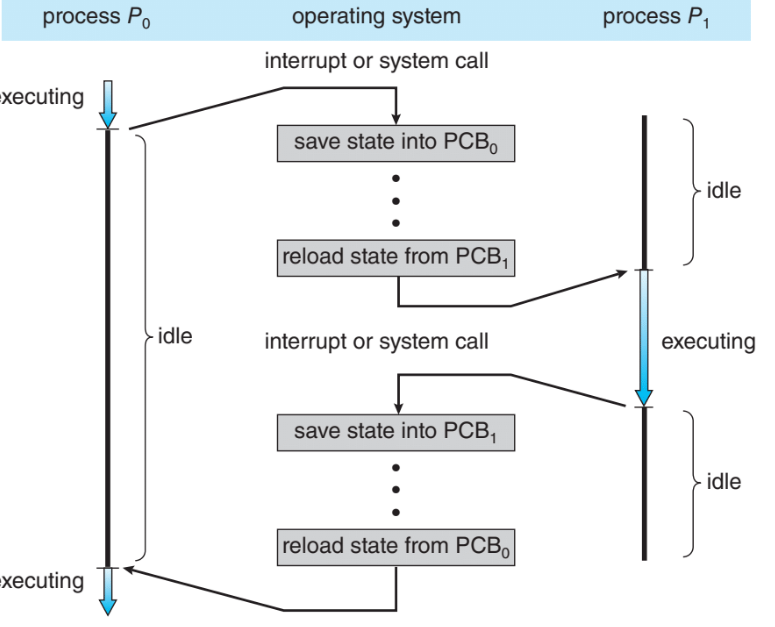 process P₀ operating system process P₁
interrupt or system call
executing
save state into PCB₀
idle
reload state from PCB₁
idle
interrupt or system call
executing
save state into PCB₁
idle
reload state from PCB₀
executing